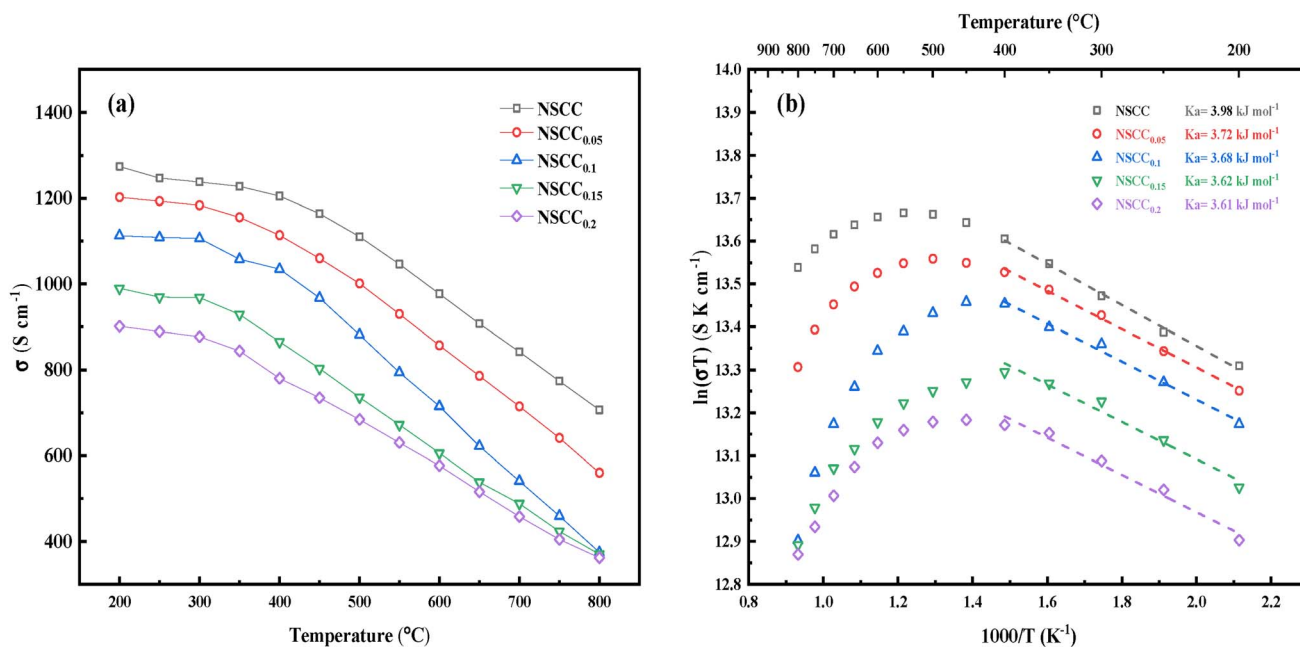 (a)
NSCC
NSCC0.05
NSCC0.1
NSCC0.15
NSCC0.2
σ (S cm⁻¹)
1400
1200
1000
800
600
400
200 300 400 500 600 700 800
Temperature (°C)
Temperature (°C)
900 800 700 600 500 400 300 200
(b)
NSCC Ka= 3.98 kJ mol⁻¹
NSCC0.05 Ka= 3.72 kJ mol⁻¹
NSCC0.1 Ka= 3.68 kJ mol⁻¹
NSCC0.15 Ka= 3.62 kJ mol⁻¹
NSCC0.2 Ka= 3.61 kJ mol⁻¹
ln(σT) (S K cm⁻¹)
14.0
13.9
13.8
13.7
13.6
13.5
13.4
13.3
13.2
13.1
13.0
12.9
12.8
0.8 1.0 1.2 1.4 1.6 1.8 2.0 2.2
1000/T (K⁻¹)